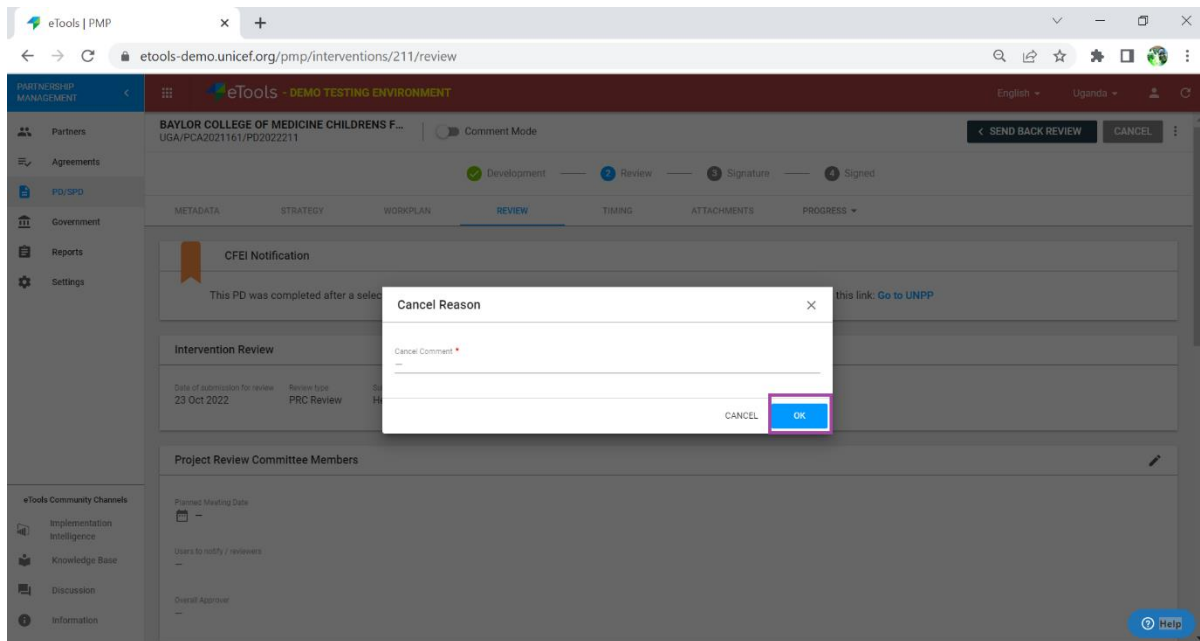 eTools | PMP
etools-demo.unicef.org/pmp/interventions/211/review
PARTNERSHIP
MANAGEMENT
eTools - DEMO TESTING ENVIRONMENT
English
Uganda
Partners
Agreements
PD/SPD
Government
Reports
Settings
BAYLOR COLLEGE OF MEDICINE CHILDRENS F...
UGA/PCA2021161/PD2022211
Comment Mode
SEND BACK REVIEW
CANCEL
Development
2 Review
3 Signature
4 Signed
METADATA
STRATEGY
WORKPLAN
REVIEW
TIMING
ATTACHMENTS
PROGRESS
CFEI Notification
This PD was completed after a selec
this link: Go to UNPP
Cancel Reason
Cancel Comment *
—
CANCEL
OK
Intervention Review
Date of submission for review
23 Oct 2022
Review type
PRC Review
Project Review Committee Members
Planned Meeting Date
—
Users to notify / reviewers
—
Overall Approver
—
eTools Community Channels
Implementation
Intelligence
Knowledge Base
Discussion
Information
Help